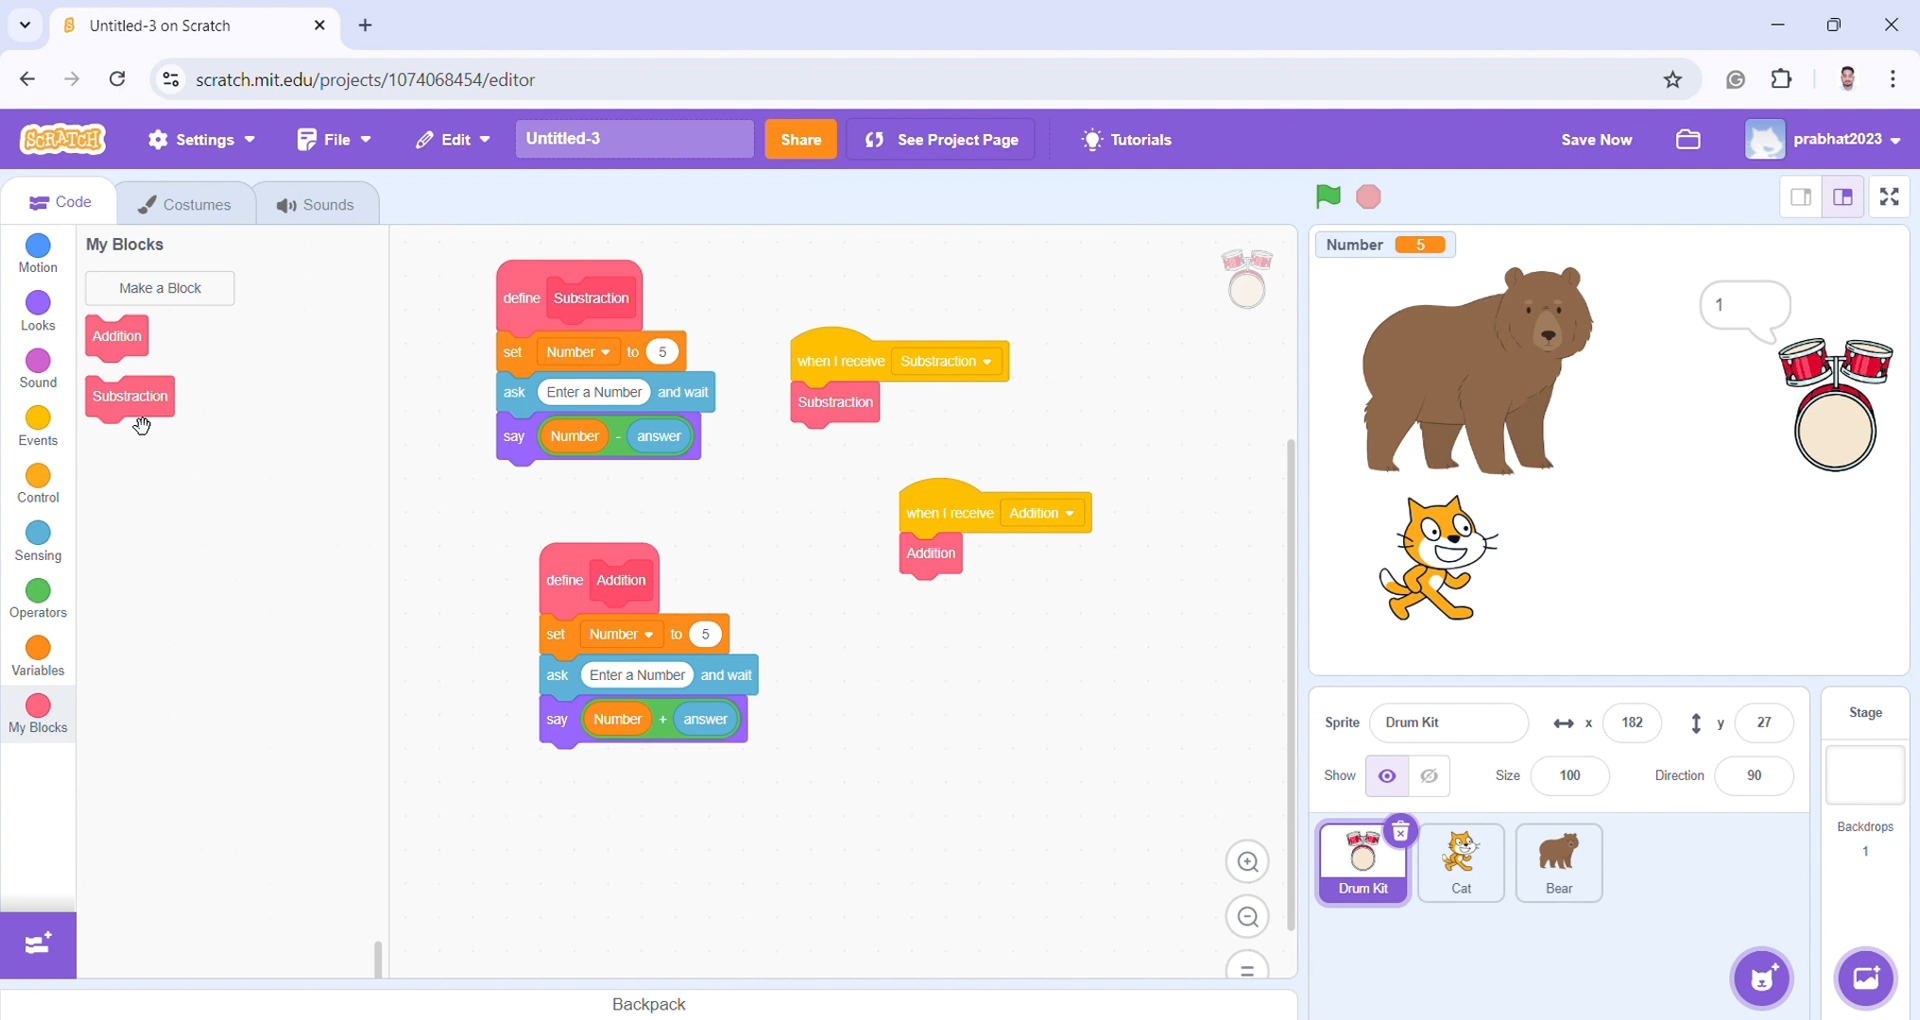 Untitled-3 on Scratch
scratch.mit.edu/projects/1074068454/editor
SCRATCH Settings File Edit Untitled-3 Share See Project Page Tutorials Save Now prabhat2023
Code Costumes Sounds
Motion
Looks
Sound
Events
Control
Sensing
Operators
Variables
My Blocks
My Blocks
Make a Block
Addition
Substraction
define Substraction
set Number to 5
ask Enter a Number and wait
say Number - answer
when I receive Substraction
Substraction
when I receive Addition
Addition
define Addition
set Number to 5
ask Enter a Number and wait
say Number + answer
Backpack
Number 5
1
Sprite Drum Kit x 182 y 27
Show Size 100 Direction 90
Drum Kit Cat Bear
Stage
Backdrops
1